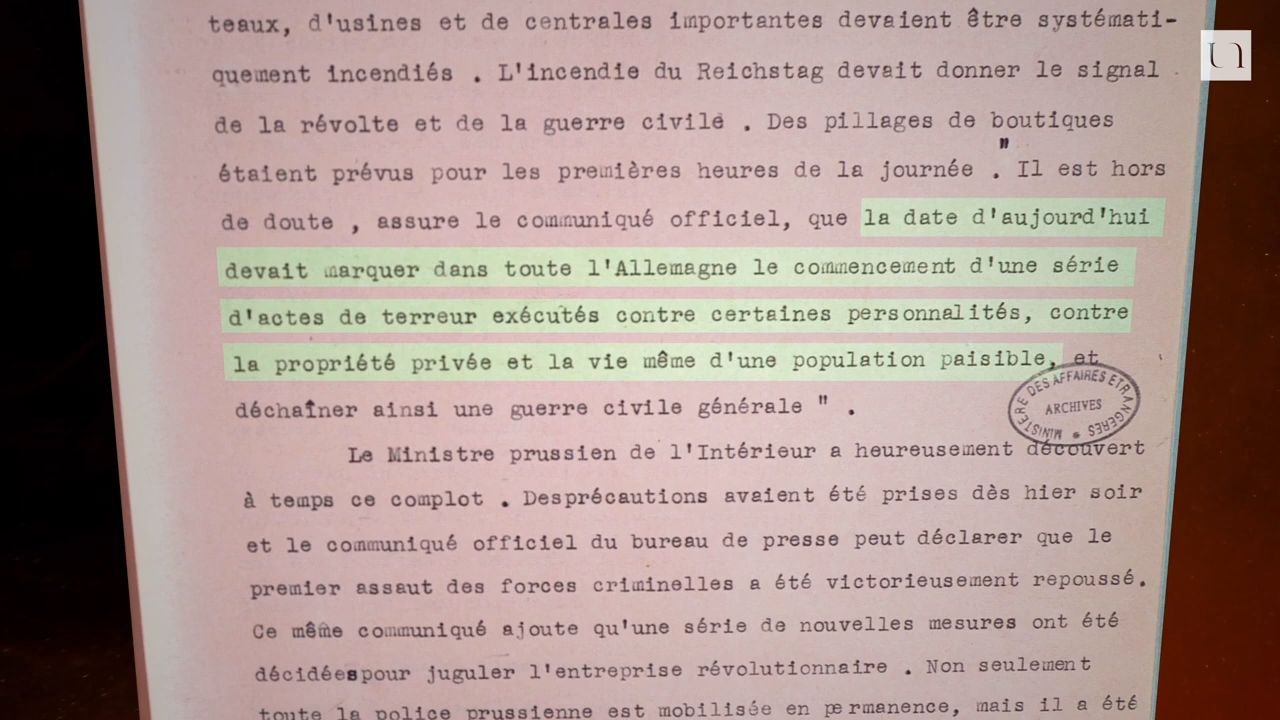 teaux, d'usines et de centrales importantes devaient être systémati-
quement incendiés . L'incendie du Reichstag devait donner le signal
de la révolte et de la guerre civile . Des pillages de boutiques
étaient prévus pour les premières heures de la journée . " Il est hors
de doute , assure le communiqué officiel, que la date d'aujourd'hui
devait marquer dans toute l'Allemagne le commencement d'une série
d'actes de terreur exécutés contre certaines personnalités, contre
la propriété privée et la vie même d'une population paisible, et
déchaîner ainsi une guerre civile générale " .
MINISTERE DES AFFAIRES ETRANGERES *
ARCHIVES
Le Ministre prussien de l'Intérieur a heureusement découvert
à temps ce complot . Desprécautions avaient été prises dès hier soir
et le communiqué officiel du bureau de presse peut déclarer que le
premier assaut des forces criminelles a été victorieusement repoussé.
Ce même communiqué ajoute qu'une série de nouvelles mesures ont été
décidéespour juguler l'entreprise révolutionnaire . Non seulement
toute la police prussienne est mobilisée en permanence, mais il a été